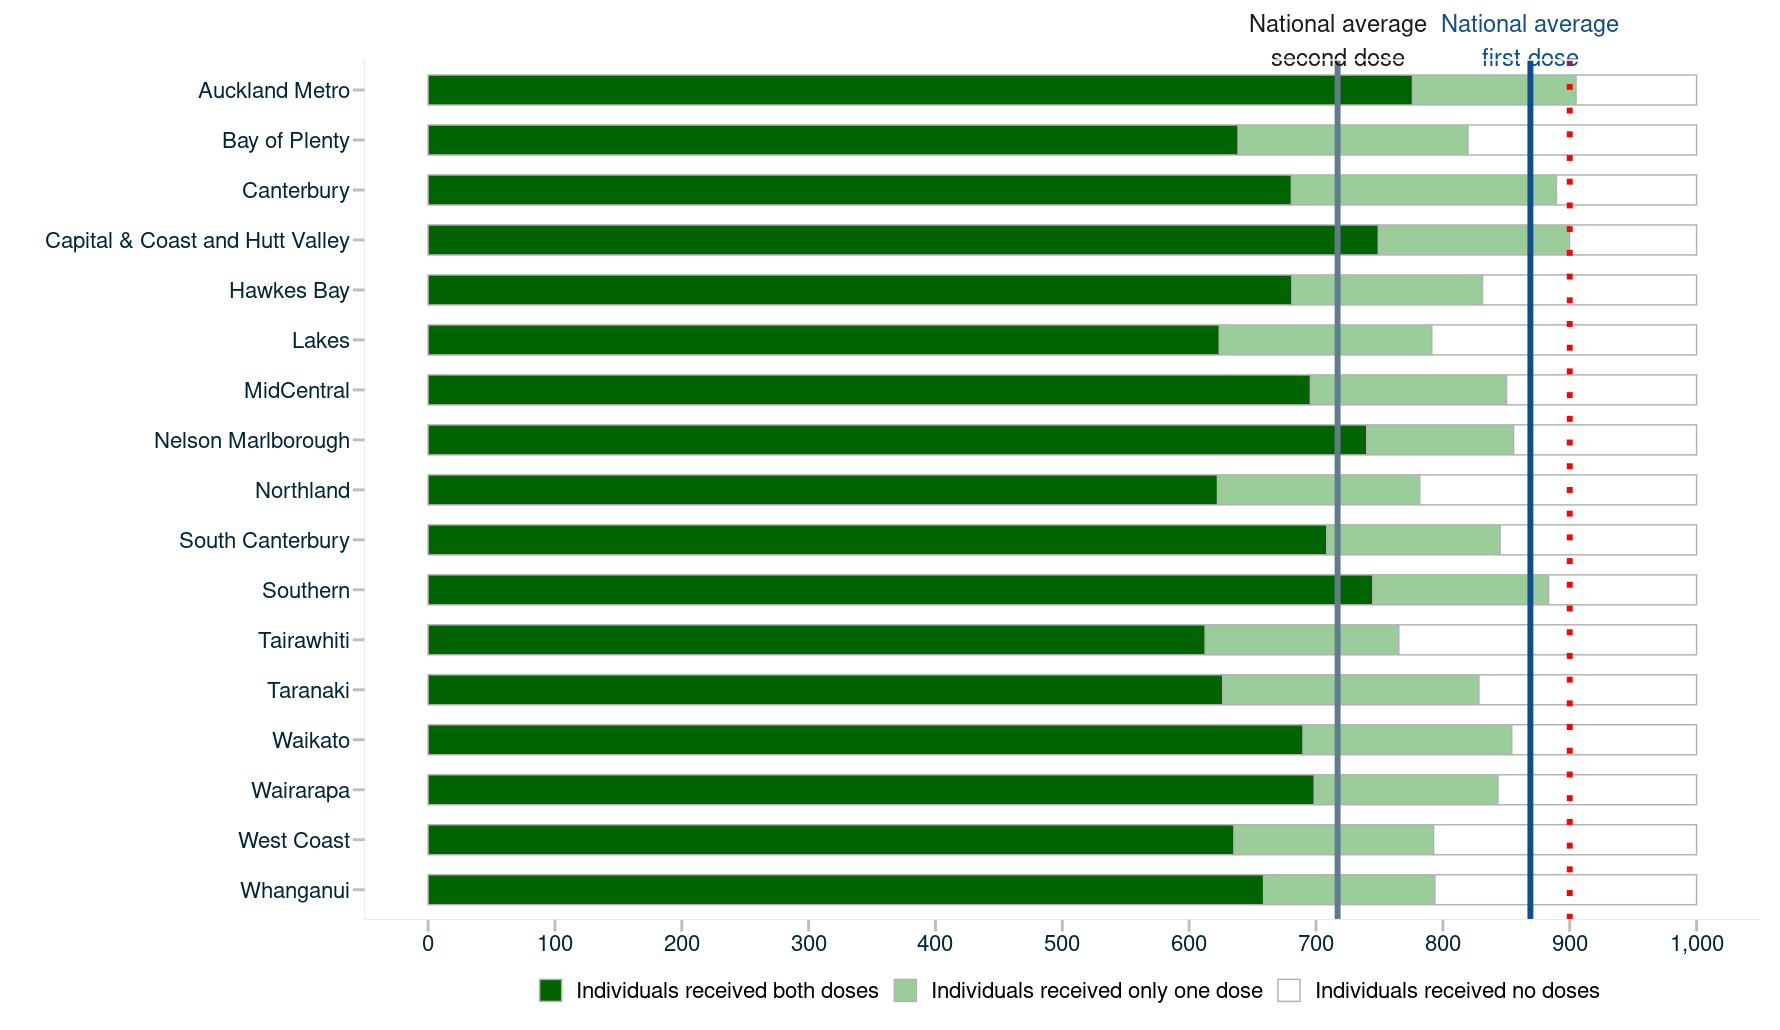 National average National average
second dose first dose
Auckland Metro
Bay of Plenty
Canterbury
Capital & Coast and Hutt Valley
Hawkes Bay
Lakes
MidCentral
Nelson Marlborough
Northland
South Canterbury
Southern
Tairawhiti
Taranaki
Waikato
Wairarapa
West Coast
Whanganui
0 100 200 300 400 500 600 700 800 900 1,000
Individuals received both doses Individuals received only one dose Individuals received no doses